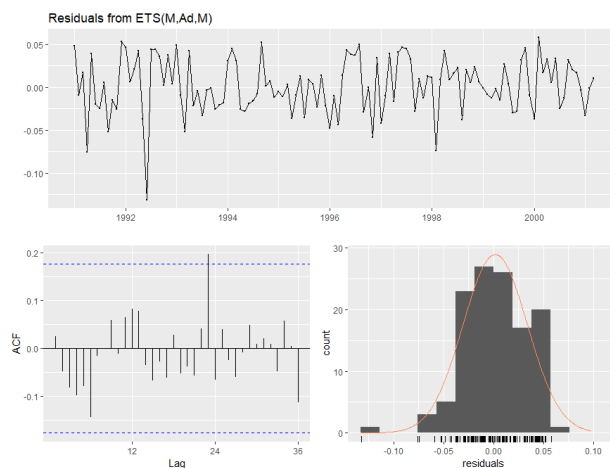 Residuals from ETS(M,Ad,M)
0.05
0.00
-0.05
-0.10
1992 1994 1996 1998 2000
0.2
0.1
0.0
-0.1
ACF
12 24 36
Lag
30
20
10
0
count
-0.10 -0.05 0.00 0.05 0.10
residuals